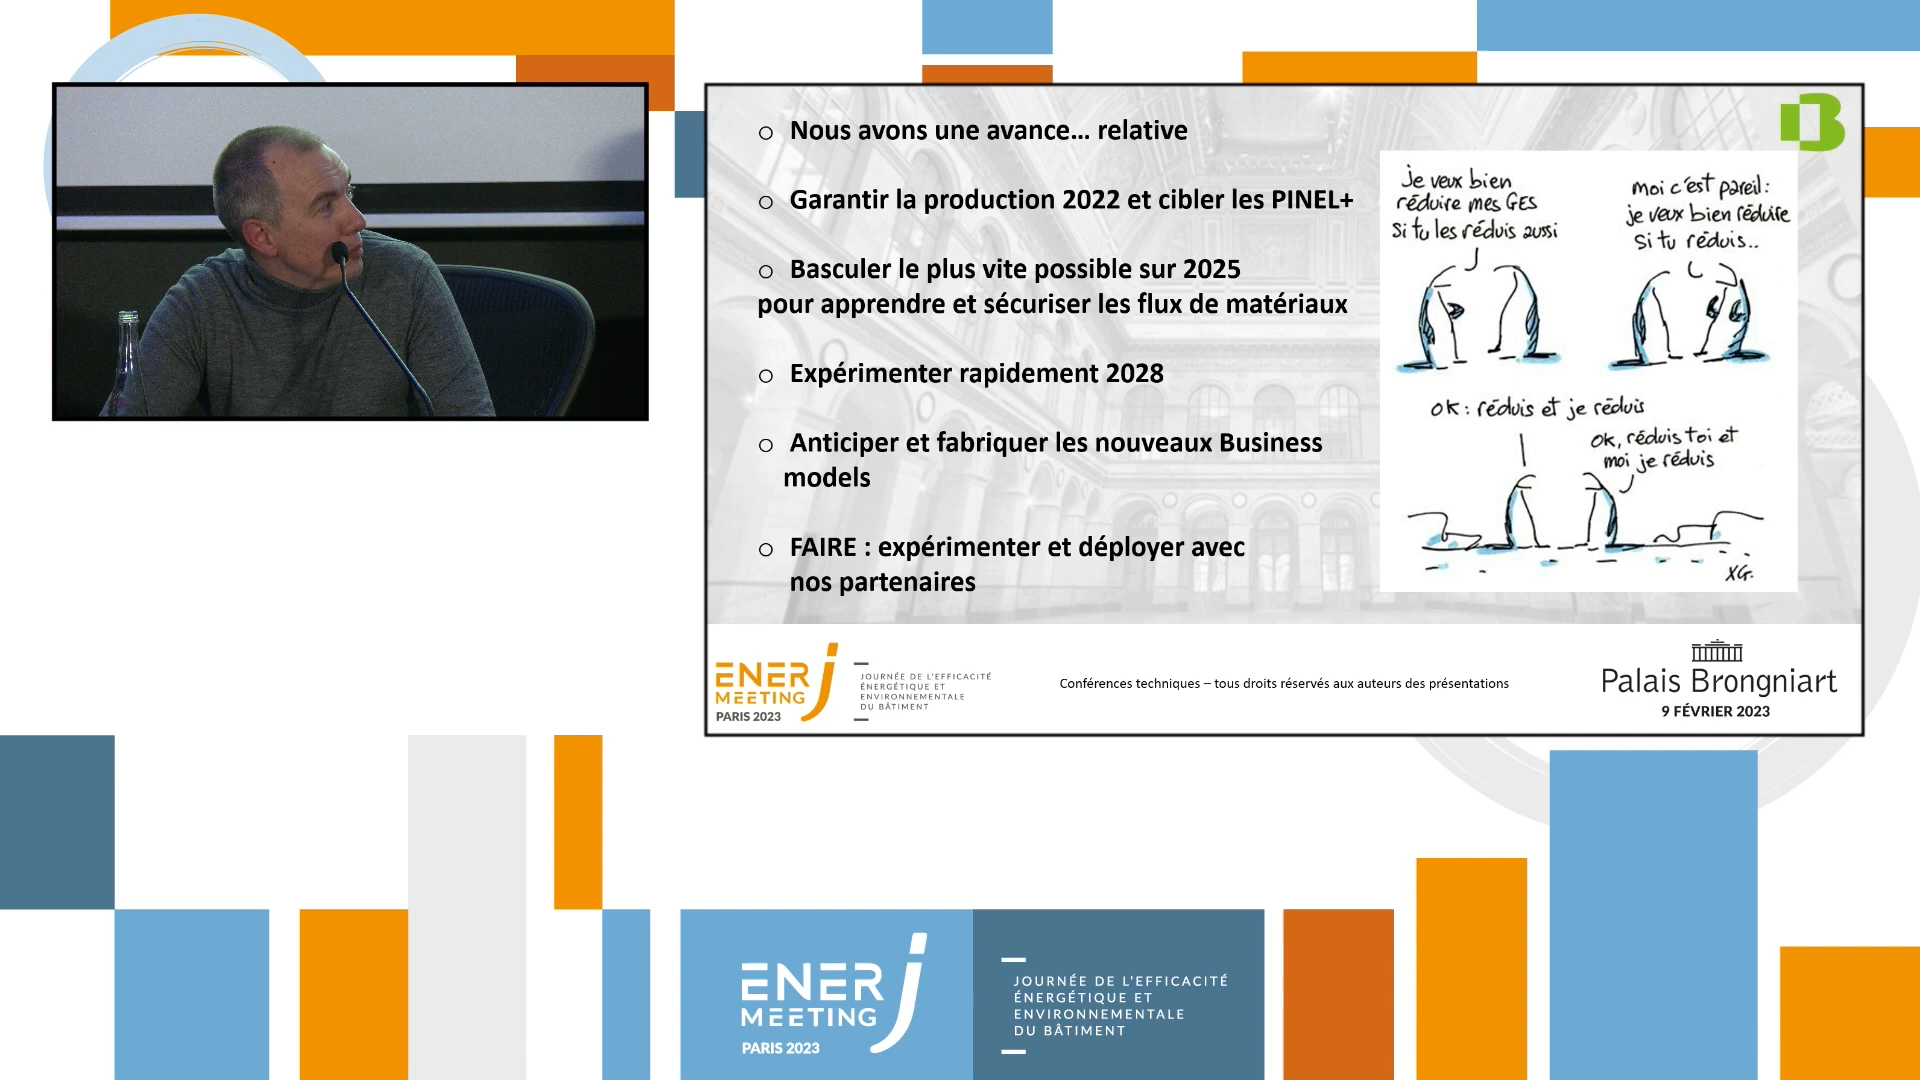 o Nous avons une avance... relative
o Garantir la production 2022 et cibler les PINEL+
o Basculer le plus vite possible sur 2025
pour apprendre et sécuriser les flux de matériaux
o Expérimenter rapidement 2028
o Anticiper et fabriquer les nouveaux Business
models
o FAIRE : expérimenter et déployer avec
nos partenaires
B
je veux bien
réduire mes GES
si tu les réduis aussi
moi c'est pareil :
je veux bien réduire
si tu réduis..
OK : réduis et je réduis
OK, réduis toi et
moi je réduis
XG.
ENERJ
MEETING
PARIS 2023
JOURNÉE DE L'EFFICACITÉ
ÉNERGÉTIQUE ET
ENVIRONNEMENTALE
DU BÂTIMENT
Conférences techniques – tous droits réservés aux auteurs des présentations
Palais Brongniart
9 FÉVRIER 2023
ENERJ
MEETING
PARIS 2023
JOURNÉE DE L'EFFICACITÉ
ÉNERGÉTIQUE ET
ENVIRONNEMENTALE
DU BÂTIMENT